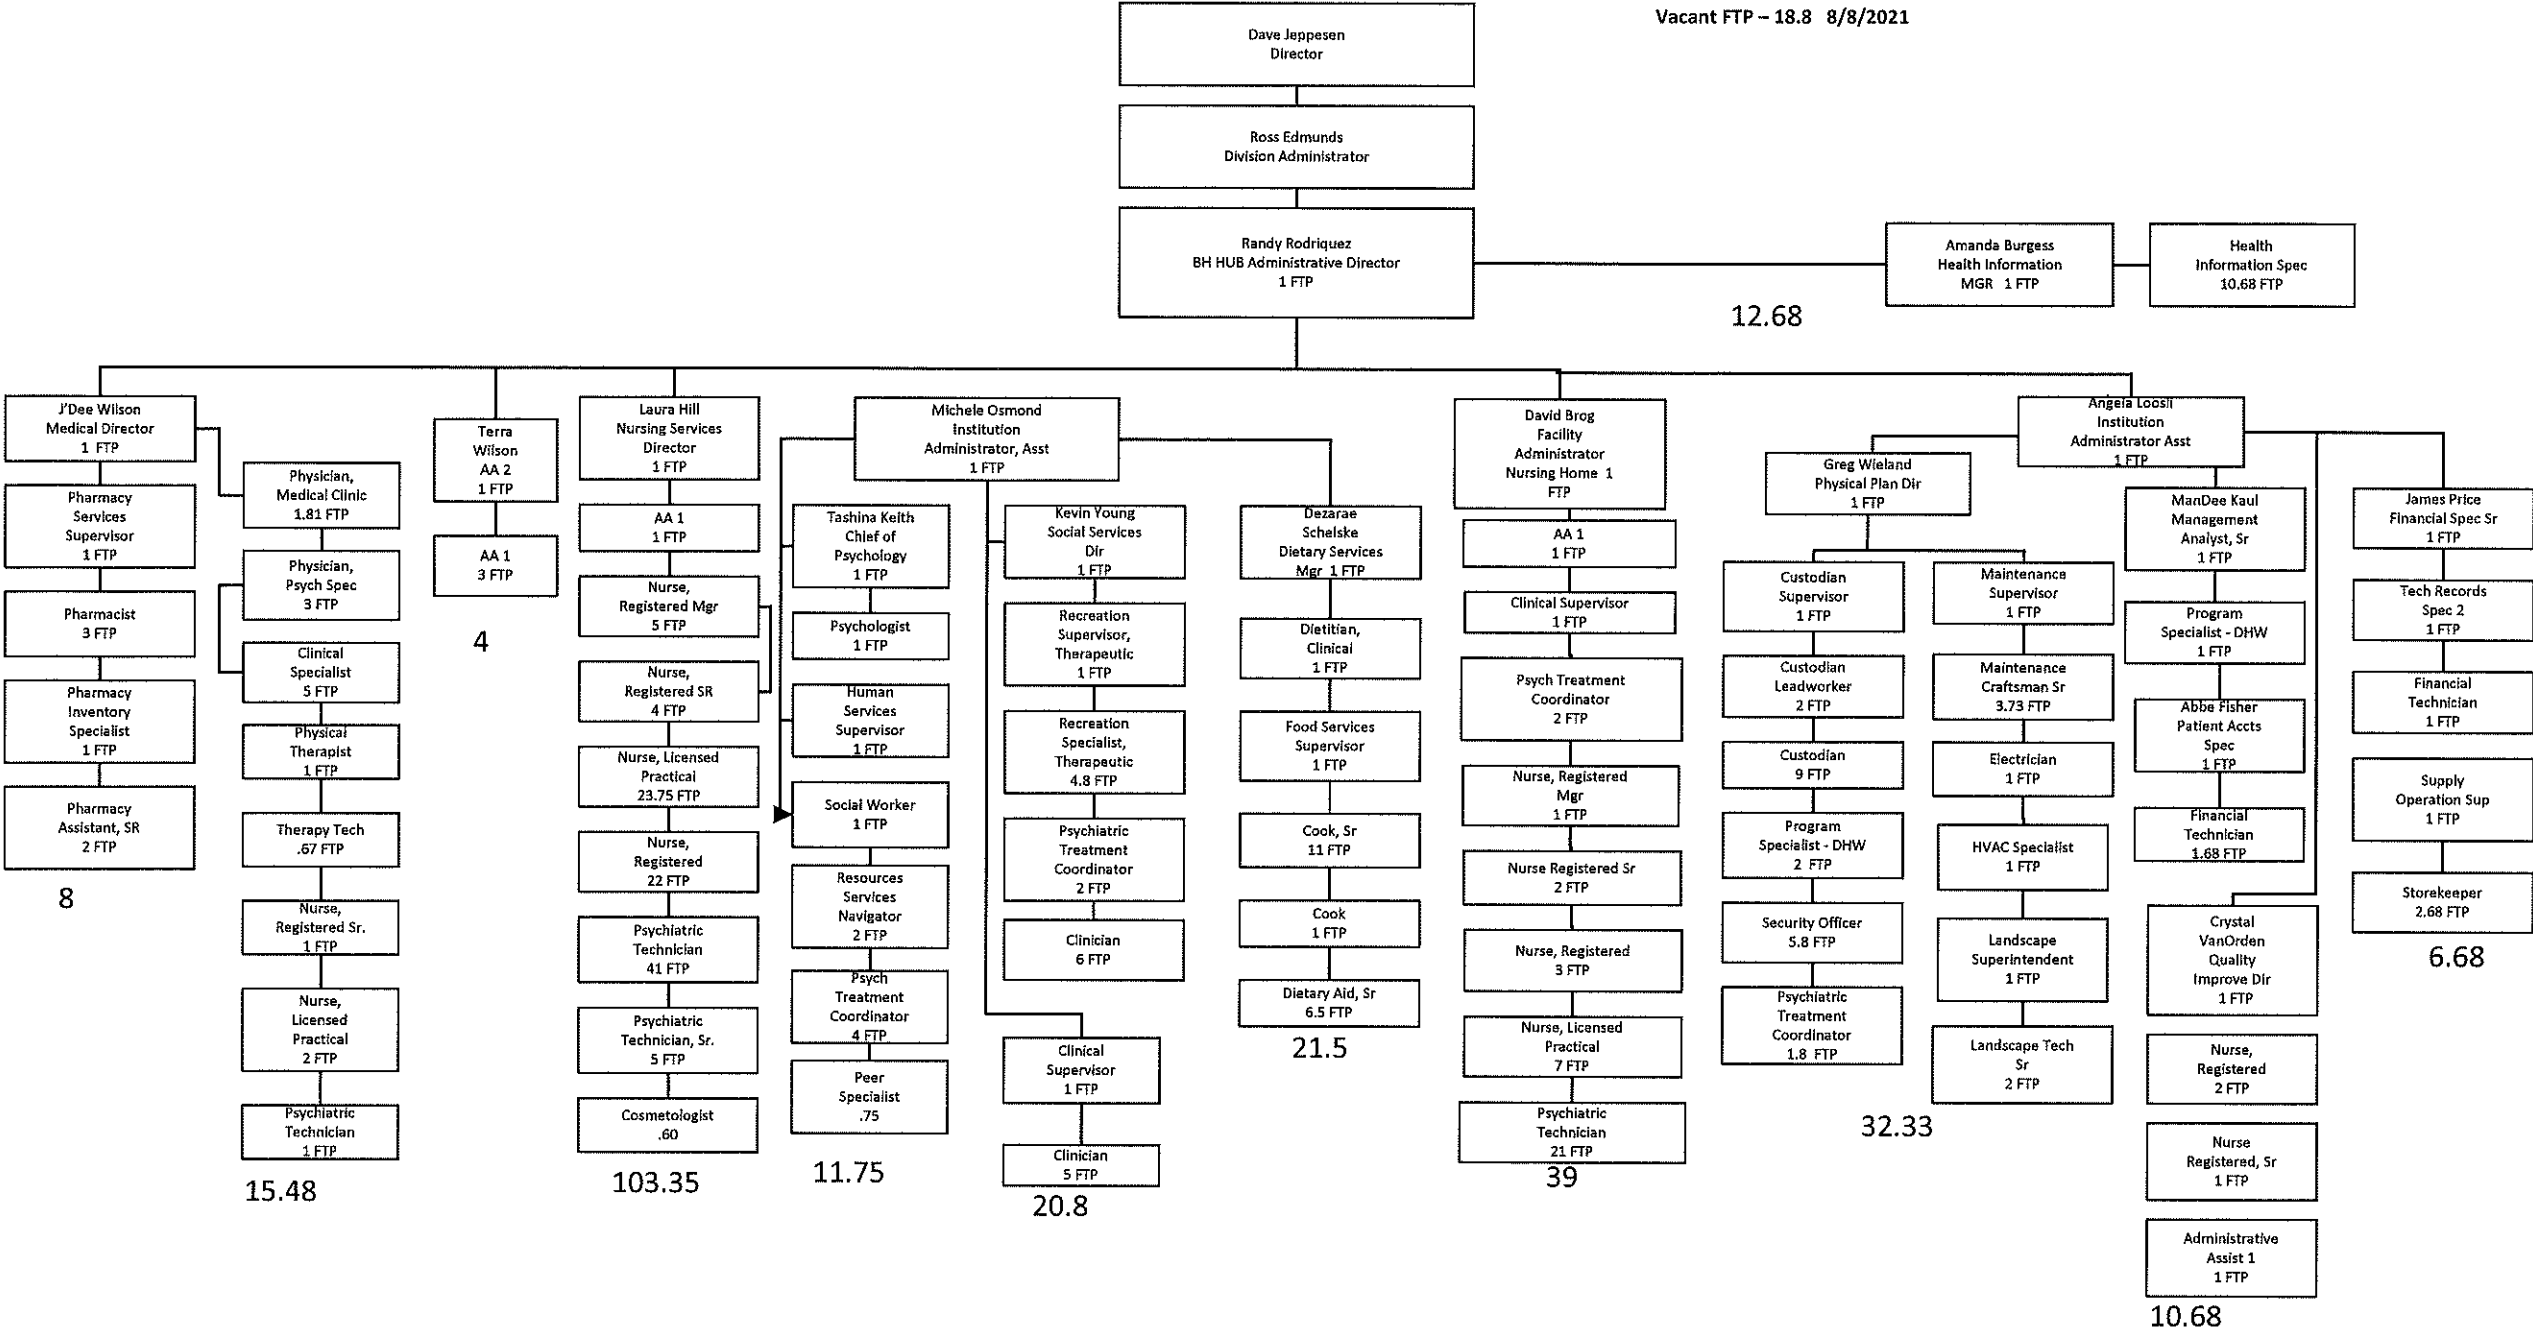 Vacant FTP – 18.8 8/8/2021
Dave Jeppesen
Director
Ross Edmunds
Division Administrator
Randy Rodriquez
BH HUB Administrative Director
1 FTP
Amanda Burgess
Health Information
MGR 1 FTP
Health
Information Spec
10.68 FTP
12.68
J'Dee Wilson
Medical Director
1 FTP
Pharmacy
Services
Supervisor
1 FTP
Pharmacist
3 FTP
Pharmacy
Inventory
Specialist
1 FTP
Pharmacy
Assistant, SR
2 FTP
8
Physician,
Medical Clinic
1.81 FTP
Physician,
Psych Spec
3 FTP
Clinical
Specialist
5 FTP
Physical
Therapist
1 FTP
Therapy Tech
.67 FTP
Nurse,
Registered Sr.
1 FTP
Nurse,
Licensed
Practical
2 FTP
Psychiatric
Technician
1 FTP
15.48
Terra
Wilson
AA 2
1 FTP
AA 1
3 FTP
4
Laura Hill
Nursing Services
Director
1 FTP
AA 1
1 FTP
Nurse,
Registered Mgr
5 FTP
Nurse,
Registered SR
4 FTP
Nurse, Licensed
Practical
23.75 FTP
Nurse,
Registered
22 FTP
Psychiatric
Technician
41 FTP
Psychiatric
Technician, Sr.
5 FTP
Cosmetologist
.60
103.35
Michele Osmond
Institution
Administrator, Asst
1 FTP
Tashina Keith
Chief of
Psychology
1 FTP
Psychologist
1 FTP
Human
Services
Supervisor
1 FTP
Social Worker
1 FTP
Resources
Services
Navigator
2 FTP
Psych
Treatment
Coordinator
4 FTP
Peer
Specialist
.75
11.75
Kevin Young
Social Services
Dir
1 FTP
Recreation
Supervisor,
Therapeutic
1 FTP
Recreation
Specialist,
Therapeutic
4.8 FTP
Psychiatric
Treatment
Coordinator
2 FTP
Clinician
6 FTP
Clinical
Supervisor
1 FTP
Clinician
5 FTP
20.8
Dezarae
Schelske
Dietary Services
Mgr 1 FTP
Dietitian,
Clinical
1 FTP
Food Services
Supervisor
1 FTP
Cook, Sr
11 FTP
Cook
1 FTP
Dietary Aid, Sr
6.5 FTP
21.5
David Brog
Facility
Administrator
Nursing Home 1
FTP
AA 1
1 FTP
Clinical Supervisor
1 FTP
Psych Treatment
Coordinator
2 FTP
Nurse, Registered
Mgr
1 FTP
Nurse Registered Sr
2 FTP
Nurse, Registered
3 FTP
Nurse, Licensed
Practical
7 FTP
Psychiatric
Technician
21 FTP
39
Angela Loosli
Institution
Administrator Asst
1 FTP
Greg Wieland
Physical Plan Dir
1 FTP
Custodian
Supervisor
1 FTP
Custodian
Leadworker
2 FTP
Custodian
9 FTP
Program
Specialist - DHW
2 FTP
Security Officer
5.8 FTP
Psychiatric
Treatment
Coordinator
1.8 FTP
Maintenance
Supervisor
1 FTP
Maintenance
Craftsman Sr
3.73 FTP
Electrician
1 FTP
HVAC Specialist
1 FTP
Landscape
Superintendent
1 FTP
Landscape Tech
Sr
2 FTP
32.33
ManDee Kaul
Management
Analyst, Sr
1 FTP
Program
Specialist - DHW
1 FTP
Abbe Fisher
Patient Accts
Spec
1 FTP
Financial
Technician
1.68 FTP
Crystal
VanOrden
Quality
Improve Dir
1 FTP
Nurse,
Registered
2 FTP
Nurse
Registered, Sr
1 FTP
Administrative
Assist 1
1 FTP
10.68
James Price
Financial Spec Sr
1 FTP
Tech Records
Spec 2
1 FTP
Financial
Technician
1 FTP
Supply
Operation Sup
1 FTP
Storekeeper
2.68 FTP
6.68